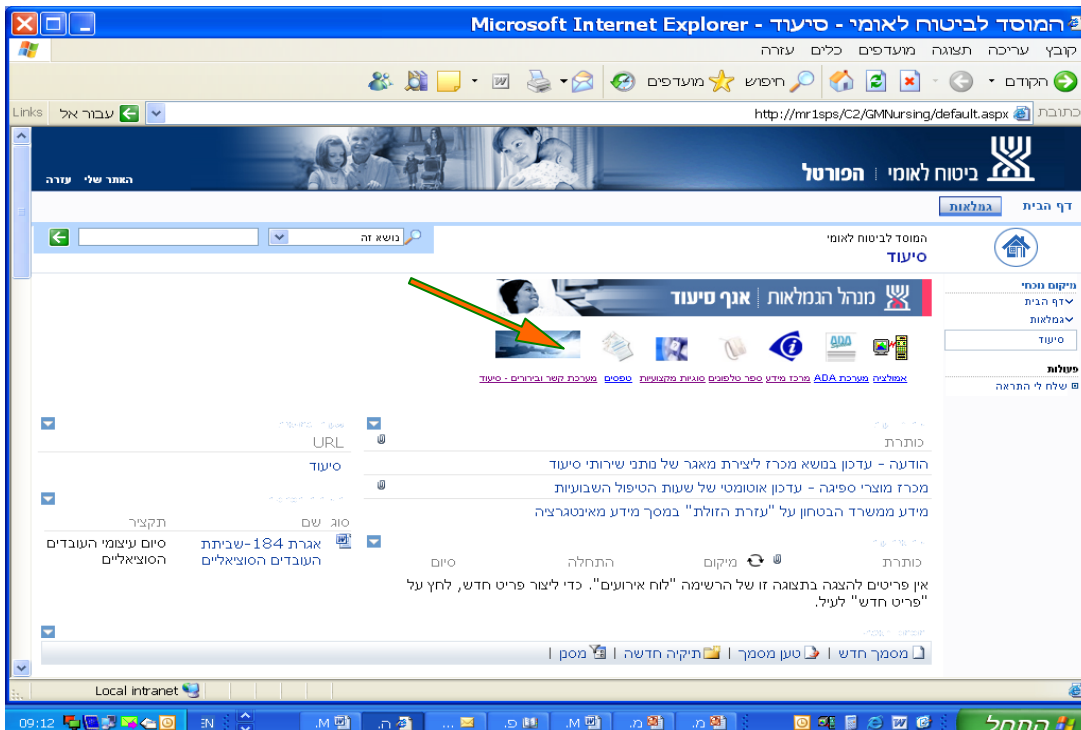 המוסד לביטוח לאומי - סיעוד - Microsoft Internet Explorer
קובץ עריכה תצוגה מועדפים כלים עזרה
הקודם חיפוש מועדפים
כתובת http://mr1sps/C2/GMNursing/default.aspx עבור אל Links
ביטוח לאומי הפורטל
האתר שלי עזרה
דף הבית גמלאות
המוסד לביטוח לאומי
סיעוד
נושא זה
מיקום נוכחי
דף הבית
גמלאות
סיעוד
פעולות
שלח לי התראה
מנהל הגמלאות אגף סיעוד
ADA
אמולציה מערכת ADA מרכז מידע ספר טלפונים סוגיות מקצועיות טפסים מערכת קשר ובירורים - סיעוד
כותרת
הודעה - עדכון בנושא מכרז ליצירת מאגר של נותני שירותי סיעוד
מכרז מוצרי ספיגה - עדכון אוטומטי של שעות הטיפול השבועיות
מידע ממשרד הבטחון על "עזרת הזולת" במסך מידע מאינטגרציה
כותרת מיקום התחלה סיום
אין פריטים להצגה בתצוגה זו של הרשימה "לוח אירועים". כדי ליצור פריט חדש, לחץ על
"פריט חדש" לעיל.
URL
סיעוד
סוג שם תקציר
אגרת 184-שביתת סיום עיצומי העובדים
העובדים הסוציאליים הסוציאליים
מסמך חדש | טען מסמך | תיקיה חדשה | מסנן |
Local intranet
התחל מ. מ. M. פ. ... ה. M. EN 09:12